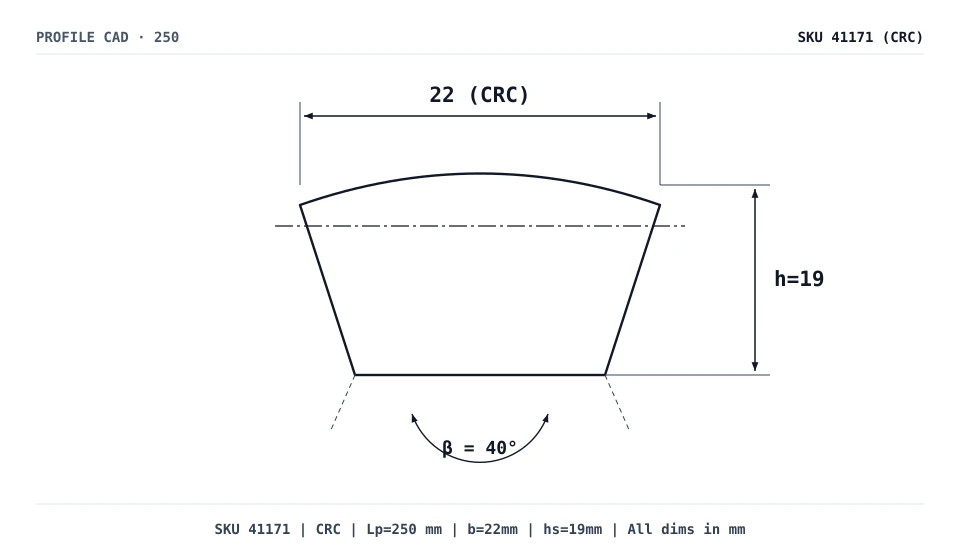 PROFILE CAD · 250
SKU 41171 (CRC)
22 (CRC)
h=19
β = 40°
SKU 41171 | CRC | Lp=250 mm | b=22mm | hs=19mm | All dims in mm